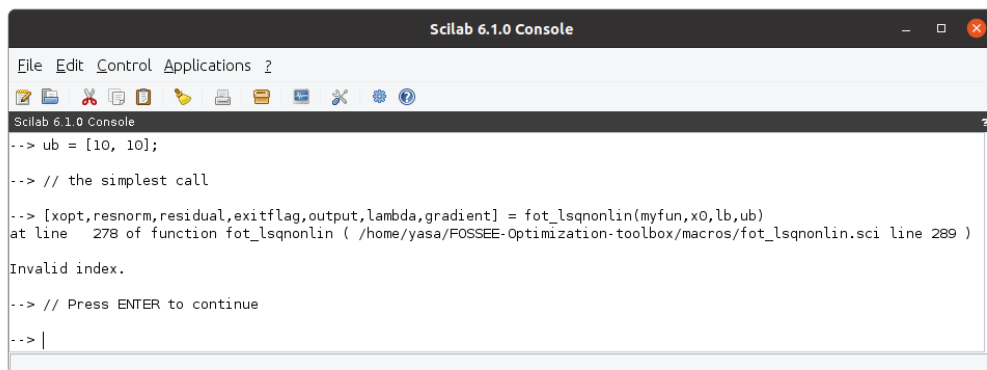 Scilab 6.1.0 Console
File Edit Control Applications ?
Scilab 6.1.0 Console
--> ub = [10, 10];
--> // the simplest call
--> [xopt,resnorm,residual,exitflag,output,lambda,gradient] = fot_lsqnonlin(myfun,x0,lb,ub)
at line   278 of function fot_lsqnonlin ( /home/yasa/FOSSEE-Optimization-toolbox/macros/fot_lsqnonlin.sci line 289 )
Invalid index.
--> // Press ENTER to continue
-->